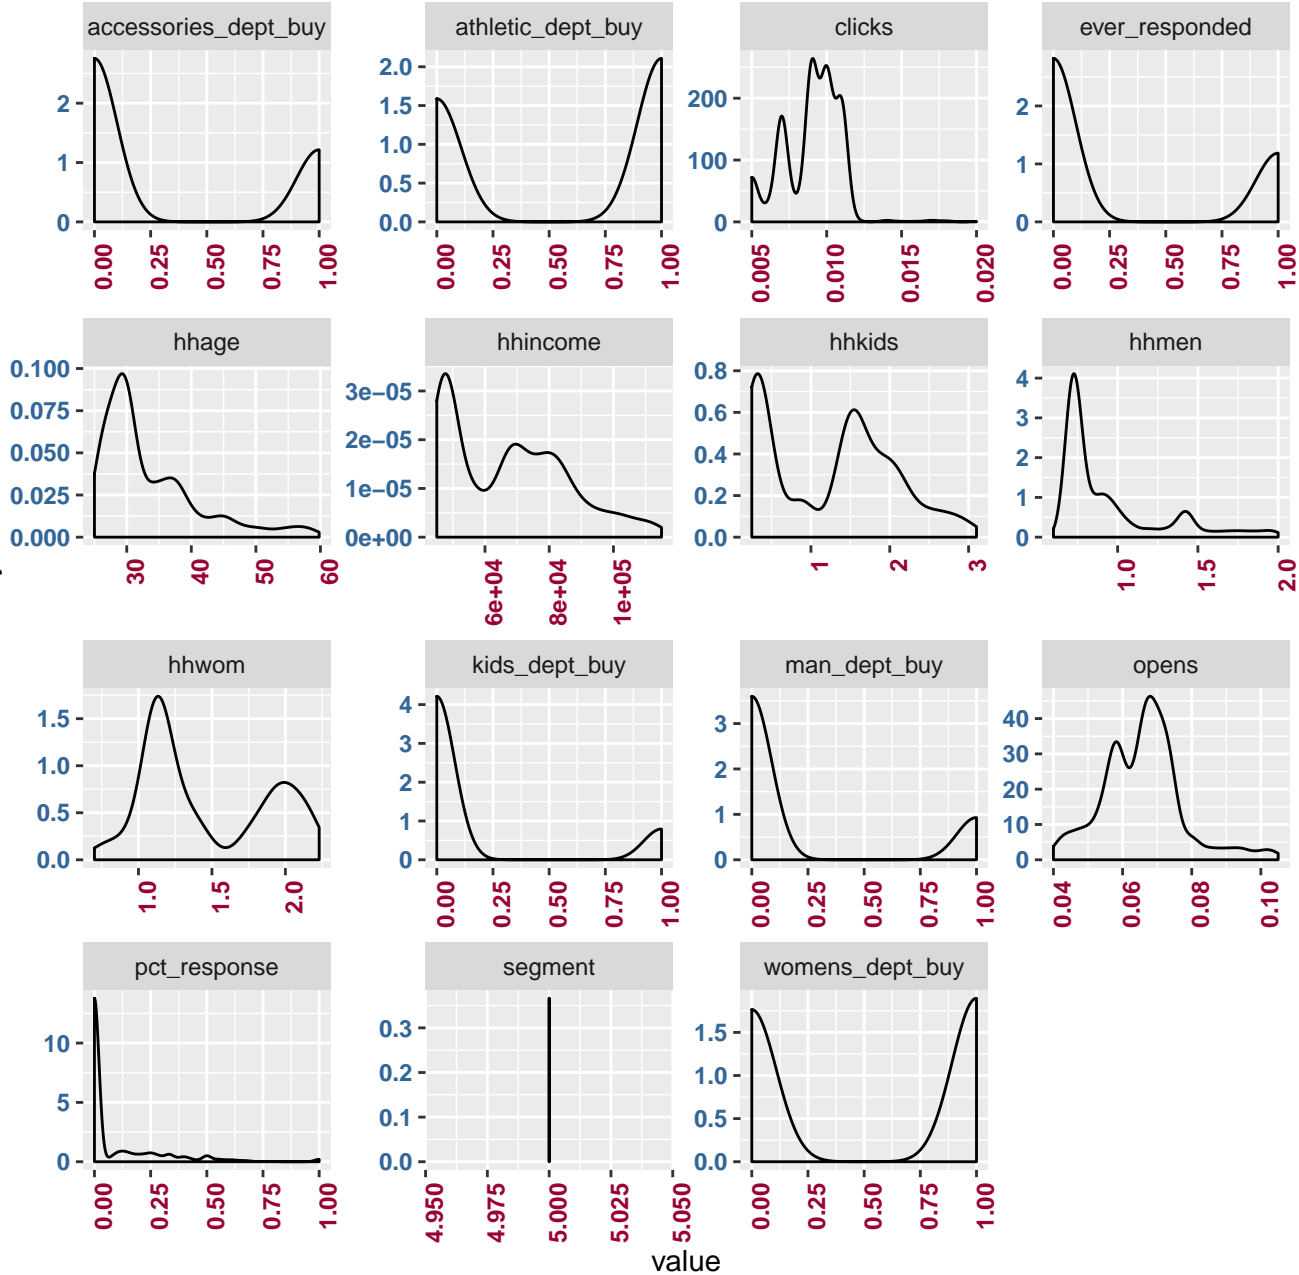 accessories_dept_buy athletic_dept_buy clicks ever_responded
2 1 0
2.0 1.5 1.0 0.5 0.0
200 100 0
2 1 0
0.00 0.25 0.50 0.75 1.00
0.00 0.25 0.50 0.75 1.00
0.005 0.010 0.015 0.020
0.00 0.25 0.50 0.75 1.00
hhage hhincome hhkids hhmen
0.100 0.075 0.050 0.025 0.000
3e−05 2e−05 1e−05 0e+00
0.8 0.6 0.4 0.2 0.0
4 3 2 1 0
30 40 50 60
6e+04 8e+04 1e+05
1 2 3
1.0 1.5 2.0
hhwom kids_dept_buy man_dept_buy opens
1.5 1.0 0.5 0.0
4 3 2 1 0
3 2 1 0
40 30 20 10 0
1.0 1.5 2.0
0.00 0.25 0.50 0.75 1.00
0.00 0.25 0.50 0.75 1.00
0.04 0.06 0.08 0.10
pct_response segment womens_dept_buy
10 5 0
0.3 0.2 0.1 0.0
1.5 1.0 0.5 0.0
0.00 0.25 0.50 0.75 1.00
4.950 4.975 5.000 5.025 5.050
0.00 0.25 0.50 0.75 1.00
value